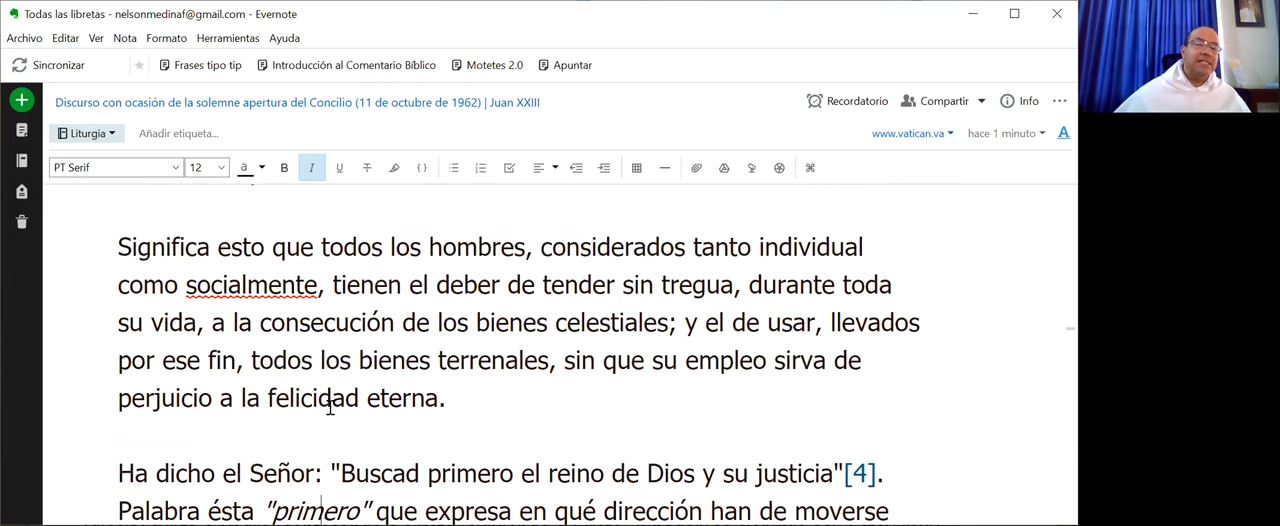 Todas las libretas - nelsonmedinaf@gmail.com - Evernote
Archivo Editar Ver Nota Formato Herramientas Ayuda
Sincronizar Frases tipo tip Introducción al Comentario Bíblico Motetes 2.0 Apuntar
Discurso con ocasión de la solemne apertura del Concilio (11 de octubre de 1962) | Juan XXIII Recordatorio Compartir Info
Liturgia Añadir etiqueta... www.vatican.va hace 1 minuto A
PT Serif 12 a B I U T
Significa esto que todos los hombres, considerados tanto individual
como socialmente, tienen el deber de tender sin tregua, durante toda
su vida, a la consecución de los bienes celestiales; y el de usar, llevados
por ese fin, todos los bienes terrenales, sin que su empleo sirva de
perjuicio a la felicidad eterna.
Ha dicho el Señor: "Buscad primero el reino de Dios y su justicia"[4].
Palabra ésta "primero" que expresa en qué dirección han de moverse